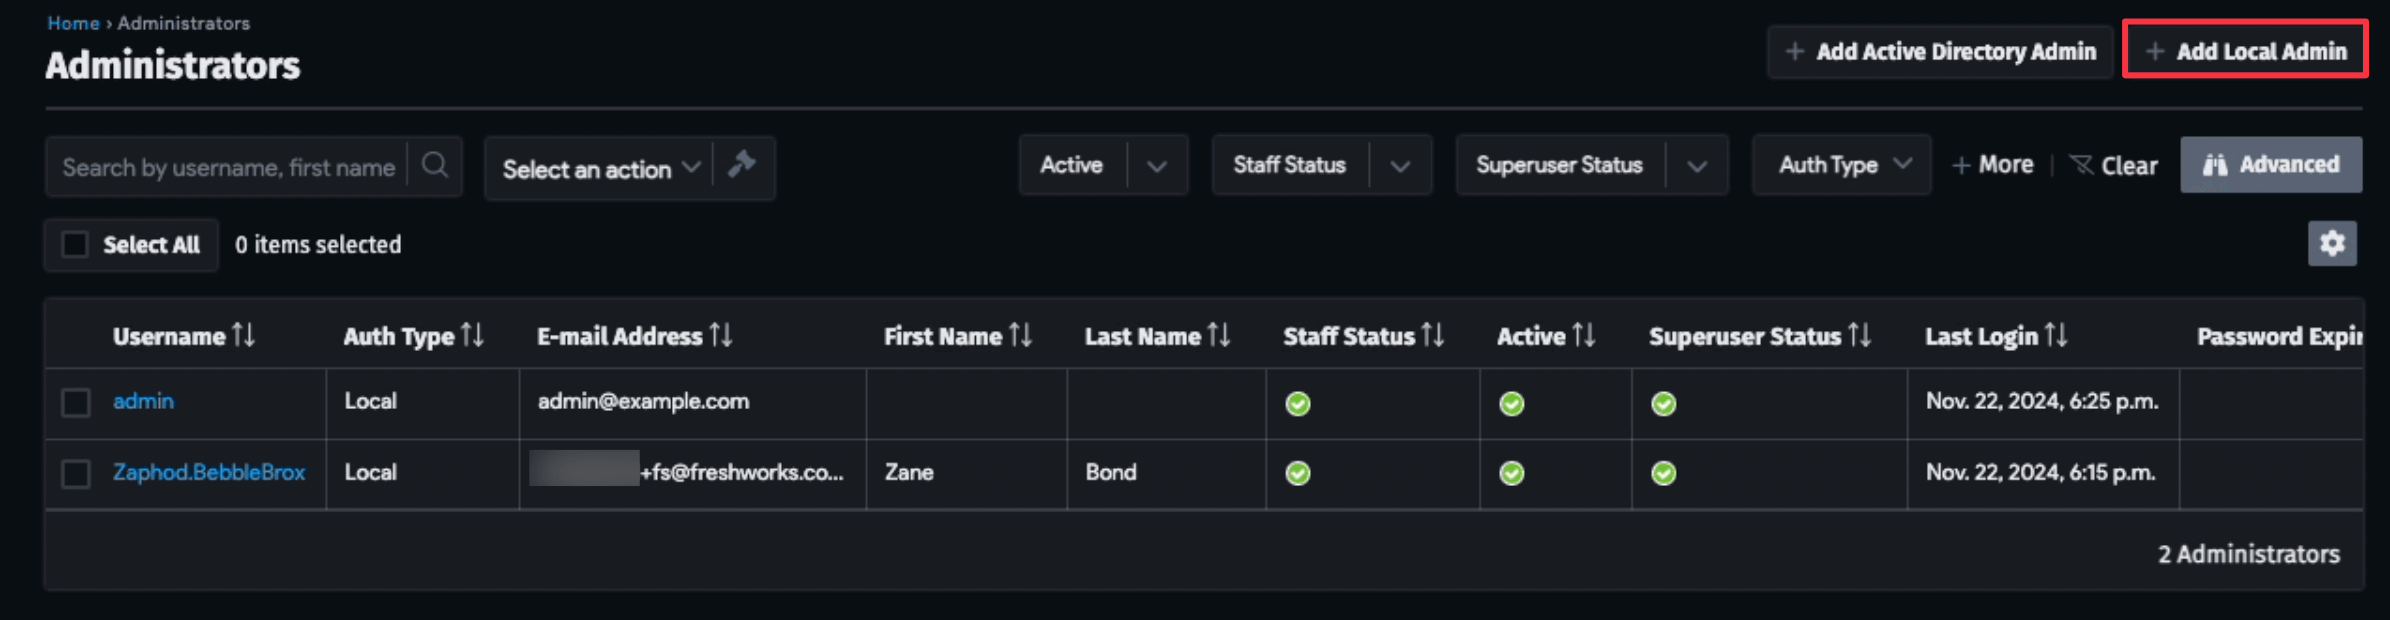 Home › Administrators
Administrators
+ Add Active Directory Admin
+ Add Local Admin
Search by username, first name
Select an action
Active
Staff Status
Superuser Status
Auth Type
+ More
Clear
Advanced
Select All
0 items selected
Username Auth Type E-mail Address First Name Last Name Staff Status Active Superuser Status Last Login Password Expir
admin Local admin@example.com Nov. 22, 2024, 6:25 p.m.
Zaphod.BebbleBrox Local +fs@freshworks.co... Zane Bond Nov. 22, 2024, 6:15 p.m.
2 Administrators